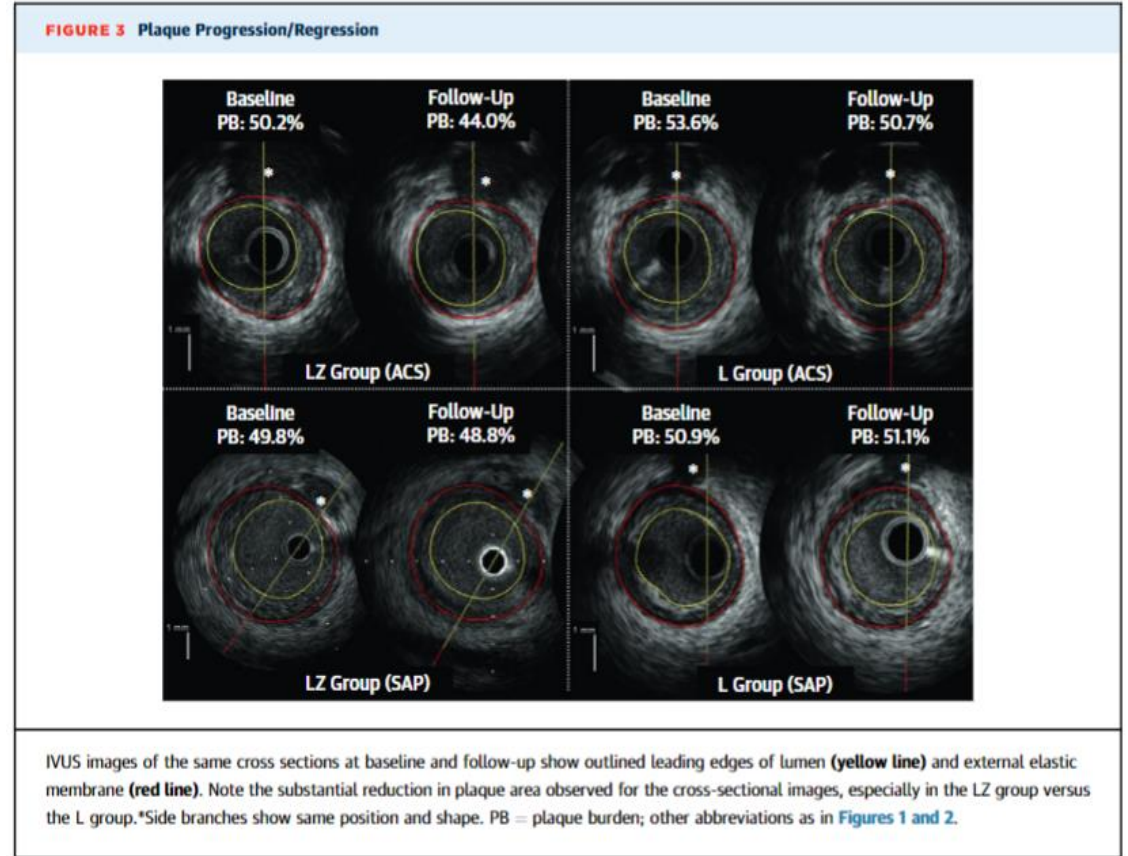 FIGURE 3 Plaque Progression/Regression
Baseline
PB: 50.2%
Follow-Up
PB: 44.0%
Baseline
PB: 53.6%
Follow-Up
PB: 50.7%
*
*
*
*
1 mm
1 mm
LZ Group (ACS)
L Group (ACS)
Baseline
PB: 49.8%
Follow-Up
PB: 48.8%
Baseline
PB: 50.9%
Follow-Up
PB: 51.1%
*
*
*
*
1 mm
1 mm
LZ Group (SAP)
L Group (SAP)
IVUS images of the same cross sections at baseline and follow-up show outlined leading edges of lumen (yellow line) and external elastic
membrane (red line). Note the substantial reduction in plaque area observed for the cross-sectional images, especially in the LZ group versus
the L group.*Side branches show same position and shape. PB = plaque burden; other abbreviations as in Figures 1 and 2.